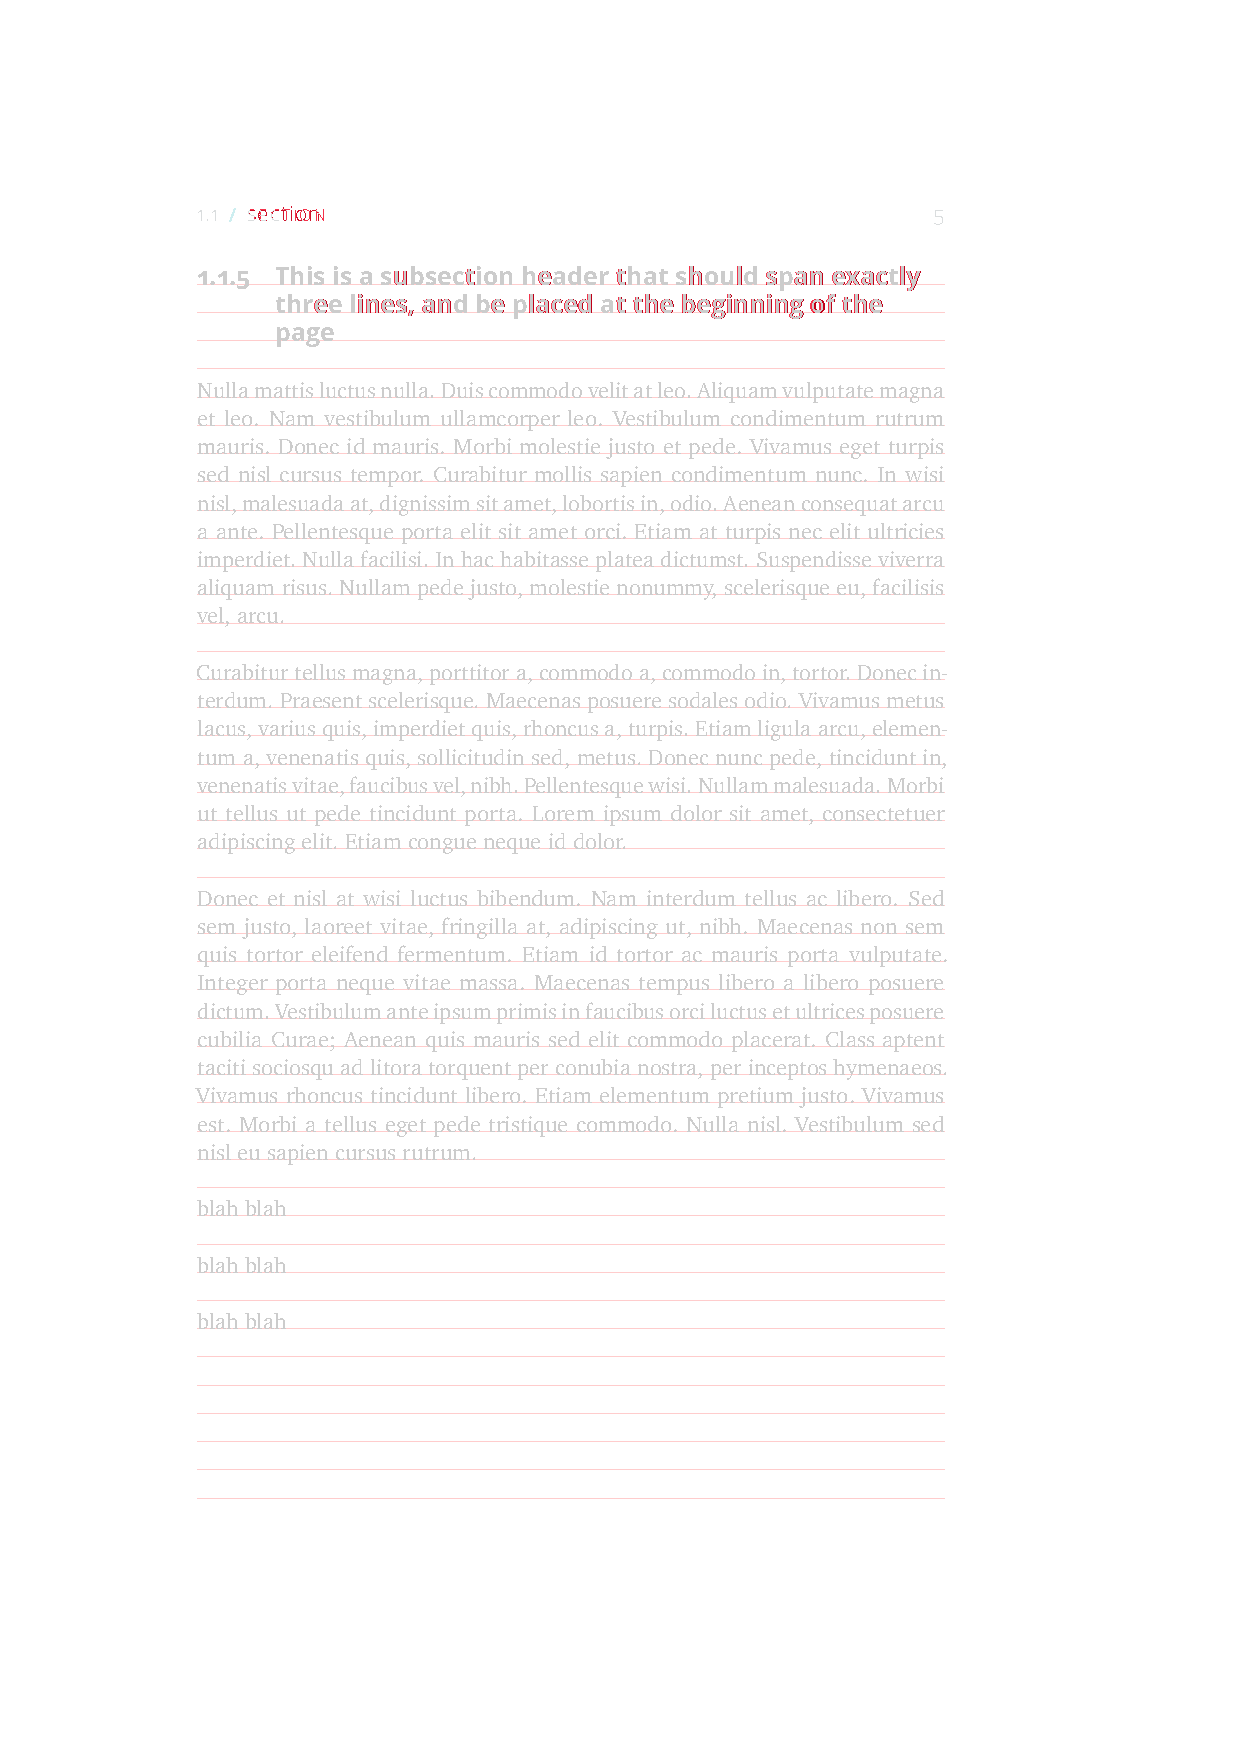 1.1 / section 5
1.1.5 This is a subsection header that should span exactly
three lines, and be placed at the beginning of the
page
Nulla mattis luctus nulla. Duis commodo velit at leo. Aliquam vulputate magna
et leo. Nam vestibulum ullamcorper leo. Vestibulum condimentum rutrum
mauris. Donec id mauris. Morbi molestie justo et pede. Vivamus eget turpis
sed nisl cursus tempor. Curabitur mollis sapien condimentum nunc. In wisi
nisl, malesuada at, dignissim sit amet, lobortis in, odio. Aenean consequat arcu
a ante. Pellentesque porta elit sit amet orci. Etiam at turpis nec elit ultricies
imperdiet. Nulla facilisi. In hac habitasse platea dictumst. Suspendisse viverra
aliquam risus. Nullam pede justo, molestie nonummy, scelerisque eu, facilisis
vel, arcu.
Curabitur tellus magna, porttitor a, commodo a, commodo in, tortor. Donec in-
terdum. Praesent scelerisque. Maecenas posuere sodales odio. Vivamus metus
lacus, varius quis, imperdiet quis, rhoncus a, turpis. Etiam ligula arcu, elemen-
tum a, venenatis quis, sollicitudin sed, metus. Donec nunc pede, tincidunt in,
venenatis vitae, faucibus vel, nibh. Pellentesque wisi. Nullam malesuada. Morbi
ut tellus ut pede tincidunt porta. Lorem ipsum dolor sit amet, consectetuer
adipiscing elit. Etiam congue neque id dolor.
Donec et nisl at wisi luctus bibendum. Nam interdum tellus ac libero. Sed
sem justo, laoreet vitae, fringilla at, adipiscing ut, nibh. Maecenas non sem
quis tortor eleifend fermentum. Etiam id tortor ac mauris porta vulputate.
Integer porta neque vitae massa. Maecenas tempus libero a libero posuere
dictum. Vestibulum ante ipsum primis in faucibus orci luctus et ultrices posuere
cubilia Curae; Aenean quis mauris sed elit commodo placerat. Class aptent
taciti sociosqu ad litora torquent per conubia nostra, per inceptos hymenaeos.
Vivamus rhoncus tincidunt libero. Etiam elementum pretium justo. Vivamus
est. Morbi a tellus eget pede tristique commodo. Nulla nisl. Vestibulum sed
nisl eu sapien cursus rutrum.
blah blah
blah blah
blah blah